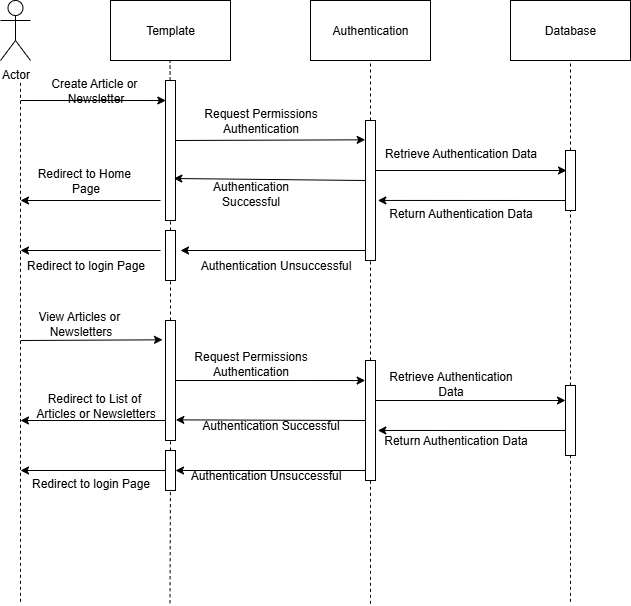 Template
Authentication
Database
Actor
Create Article or
Newsletter
Request Permissions
Authentication
Retrieve Authentication Data
Redirect to Home
Page
Authentication
Successful
Return Authentication Data
Redirect to login Page
Authentication Unsuccessful
View Articles or
Newsletters
Request Permissions
Authentication
Retrieve Authentication
Data
Redirect to List of
Articles or Newsletters
Authentication Successful
Return Authentication Data
Redirect to login Page
Authentication Unsuccessful